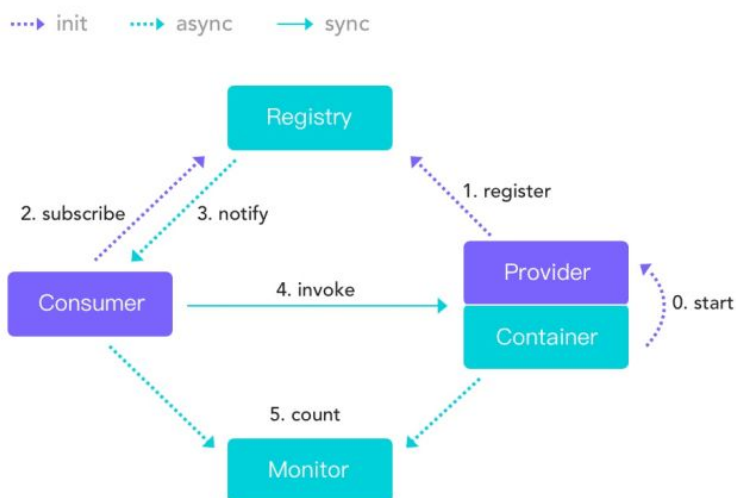 init async sync
Registry
1. register
2. subscribe 3. notify
Provider
Consumer
4. invoke
0. start
Container
5. count
Monitor